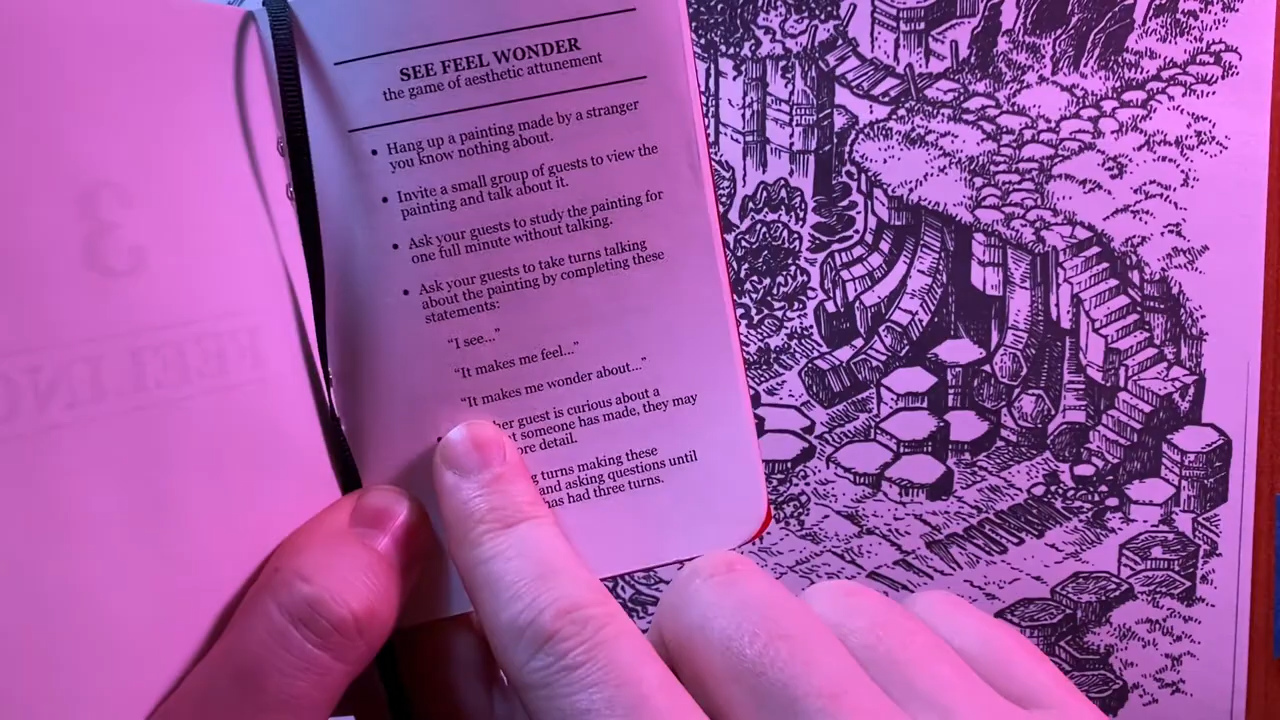 SEE FEEL WONDER
the game of aesthetic attunement
• Hang up a painting made by a stranger
you know nothing about.
• Invite a small group of guests to view the
painting and talk about it.
• Ask your guests to study the painting for
one full minute without talking.
• Ask your guests to take turns talking
about the painting by completing these
statements:
“I see...”
“It makes me feel...”
“It makes me wonder about...”
guest is curious about a
someone has made, they may
detail.
turns making these
and asking questions until
has had three turns.
3
FEELING